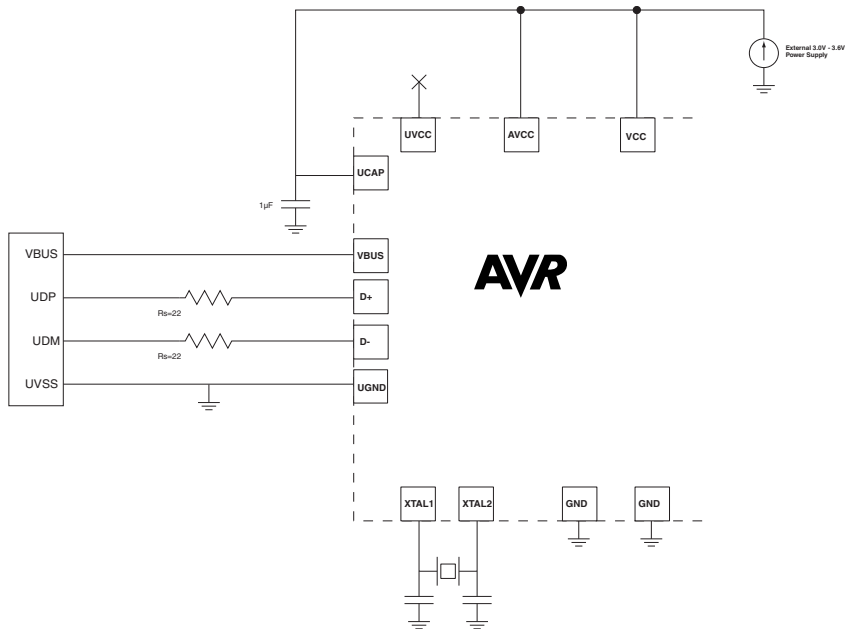 External 3.0V - 3.6V
Power Supply
UVCC
AVCC
VCC
UCAP
1µF
VBUS
VBUS
AVR
UDP
D+
Rs=22
UDM
D-
Rs=22
UVSS
UGND
XTAL1
XTAL2
GND
GND